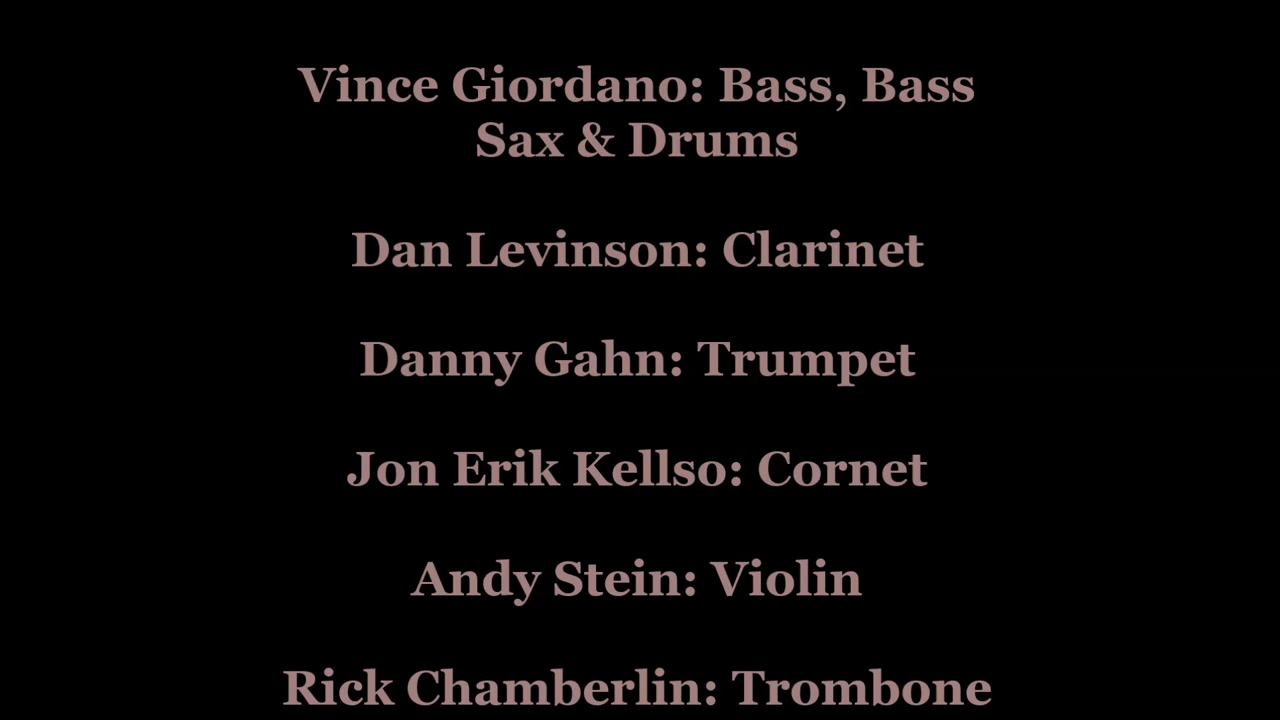 Vince Giordano: Bass, Bass
Sax & Drums
Dan Levinson: Clarinet
Danny Gahn: Trumpet
Jon Erik Kellso: Cornet
Andy Stein: Violin
Rick Chamberlin: Trombone